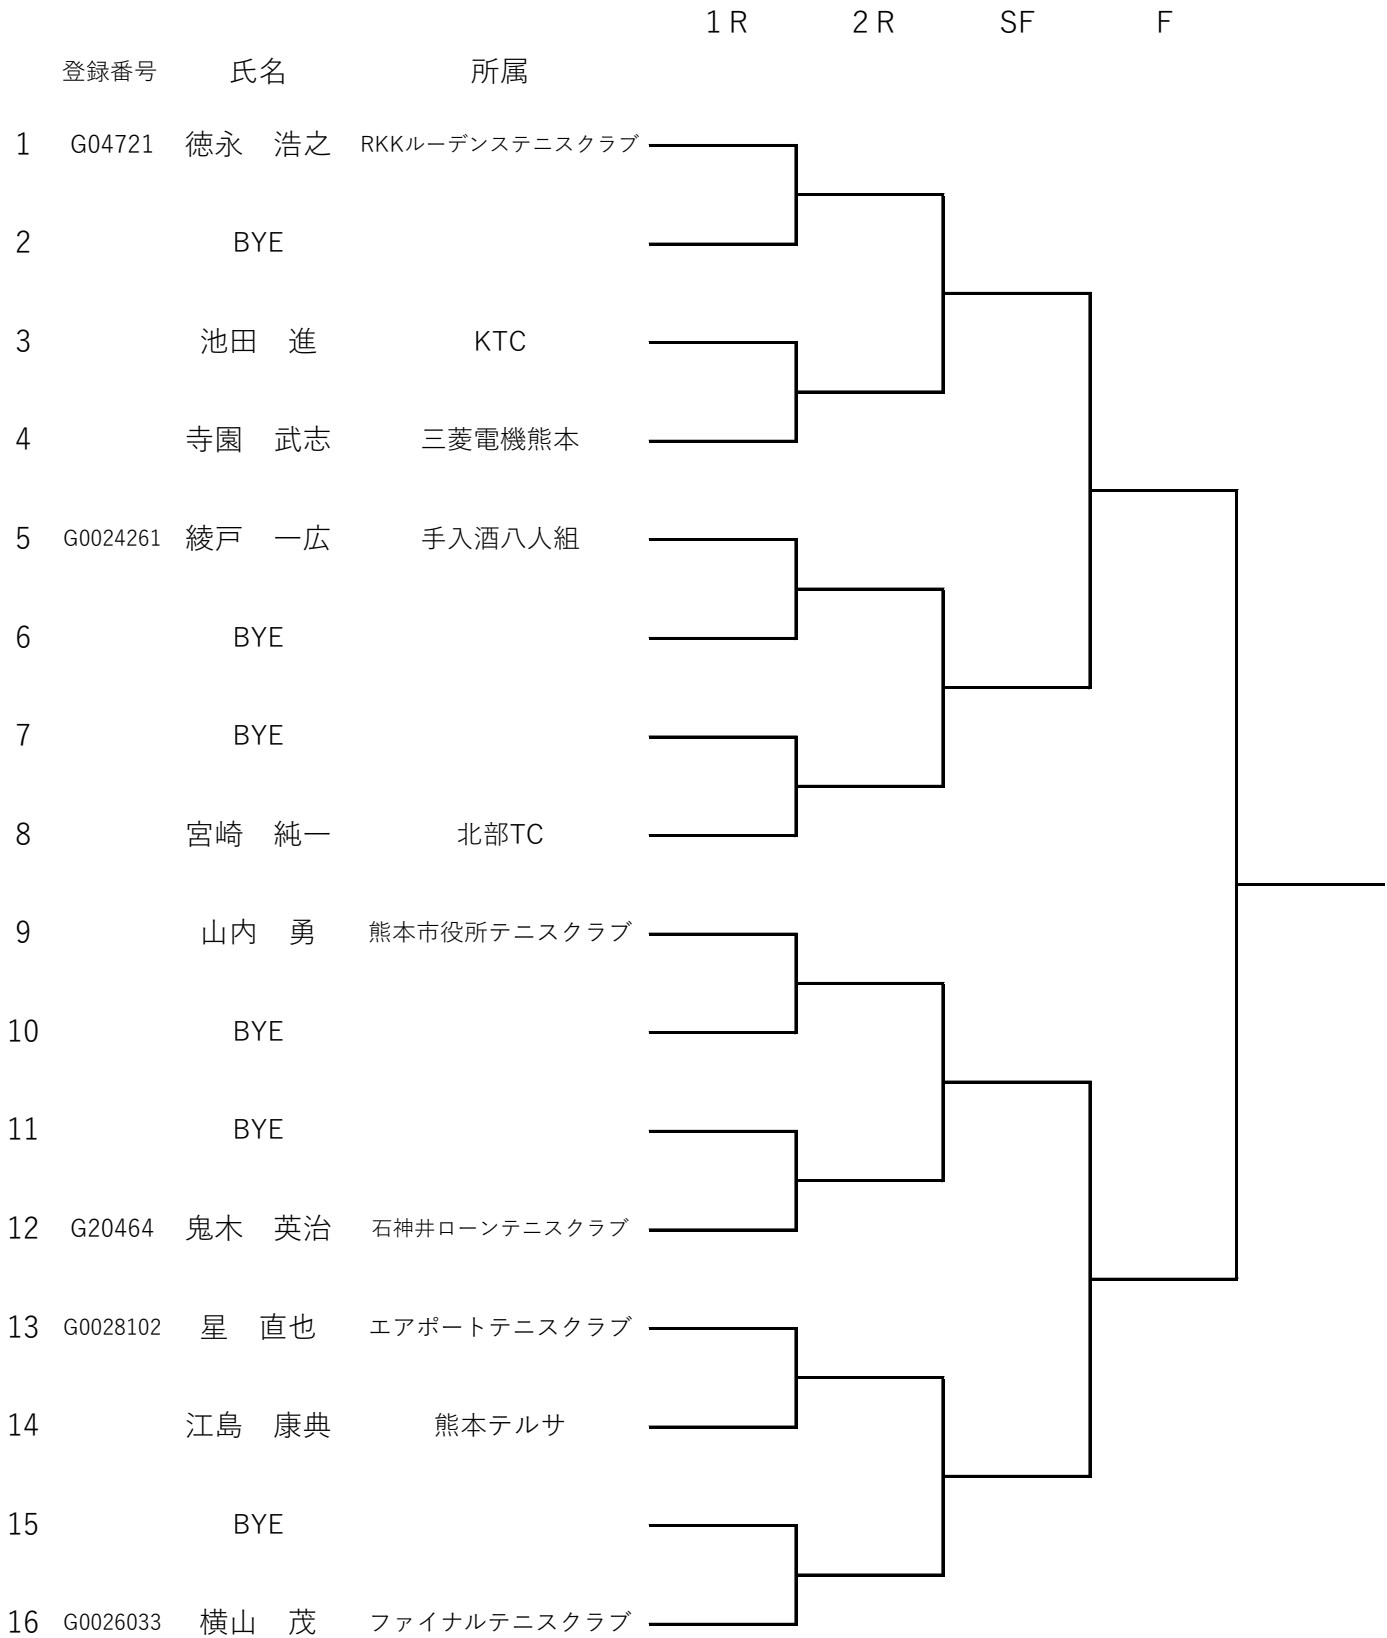 1 R 2 R SF F
登録番号 氏名 所属
1 G04721 徳永　浩之 RKKルーデンステニスクラブ
2 BYE
3 池田　進 KTC
4 寺園　武志 三菱電機熊本
5 G0024261 綾戸　一広 手入酒八人組
6 BYE
7 BYE
8 宮崎　純一 北部TC
9 山内　勇 熊本市役所テニスクラブ
10 BYE
11 BYE
12 G20464 鬼木　英治 石神井ローンテニスクラブ
13 G0028102 星　直也 エアポートテニスクラブ
14 江島　康典 熊本テルサ
15 BYE
16 G0026033 横山　茂 ファイナルテニスクラブ